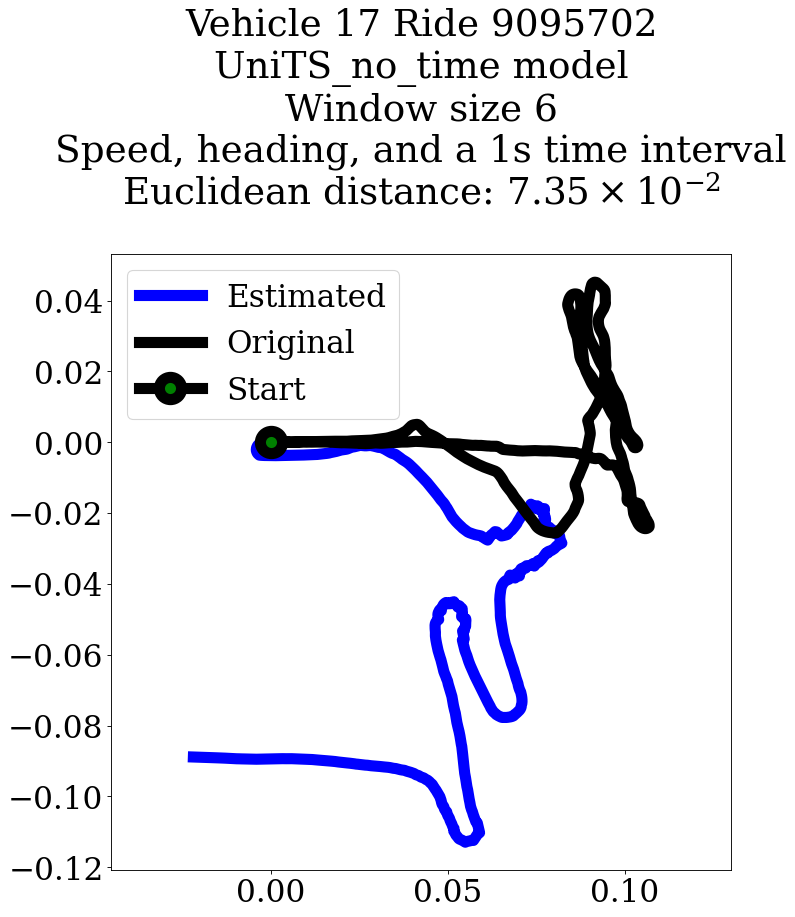 Vehicle 17 Ride 9095702
UniTS_no_time model
Window size 6
Speed, heading, and a 1s time interval
Euclidean distance: 7.35 × 10⁻²
Estimated
Original
Start
0.04
0.02
0.00
−0.02
−0.04
−0.06
−0.08
−0.10
−0.12
0.00 0.05 0.10